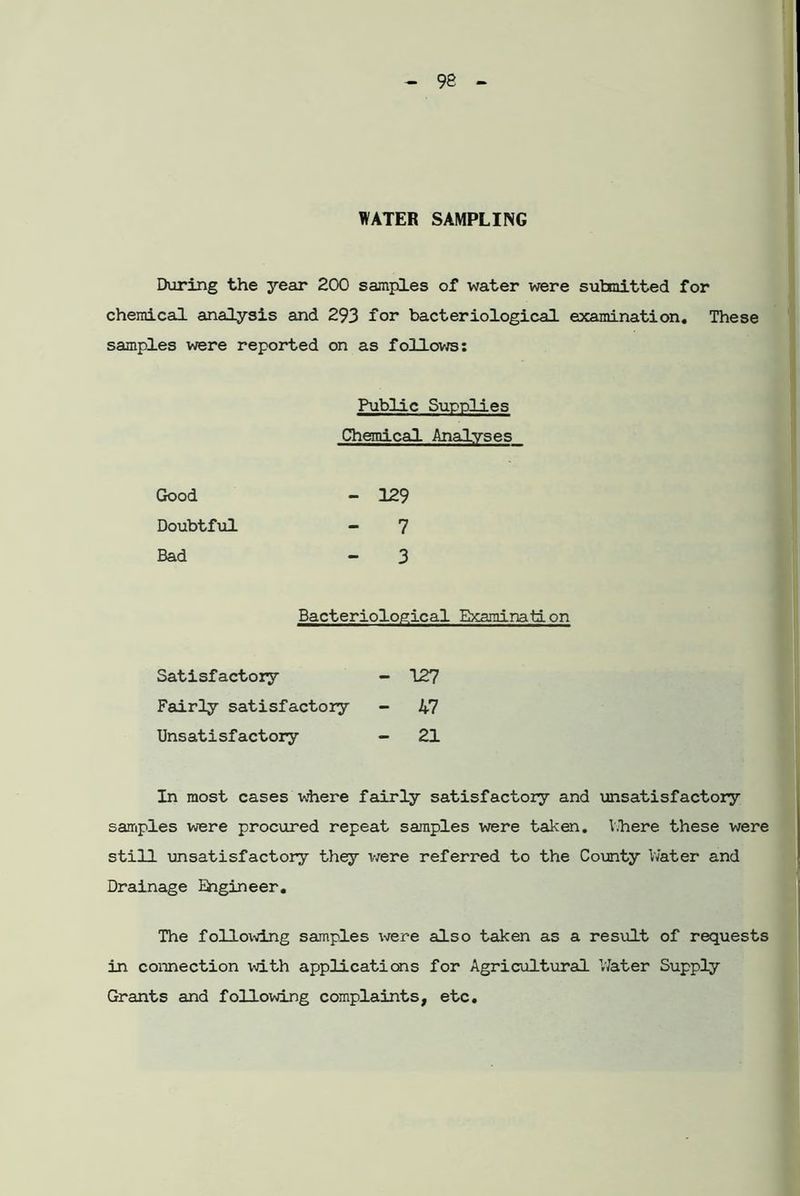 - 98 -
WATER SAMPLING
During the year 200 samples of water were submitted for
chemical analysis and 293 for bacteriological examination. These
samples were reported on as follows:
Public Supplies
Chemical Analyses
Good - 129
Doubtful - 7
Bad - 3
Bacteriological Examination
Satisfactory - 127
Fairly satisfactory - 47
Unsatisfactory - 21
In most cases where fairly satisfactory and unsatisfactory
samples were procured repeat samples were taken. Where these were
still unsatisfactory they were referred to the County Water and
Drainage Engineer.
The following samples were also taken as a result of requests
in connection with applications for Agricultural Water Supply
Grants and following complaints, etc.